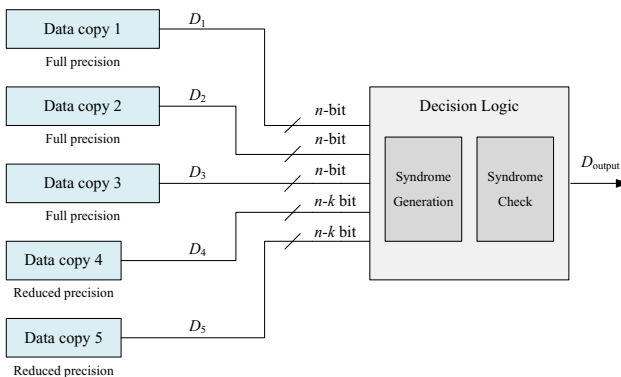 Data copy 1
Full precision
D1
Data copy 2
Full precision
D2
Data copy 3
Full precision
D3
Data copy 4
Reduced precision
D4
Data copy 5
Reduced precision
D5
n-bit
n-bit
n-bit
n-k bit
n-k bit
Decision Logic
Syndrome
Generation
Syndrome
Check
Doutput